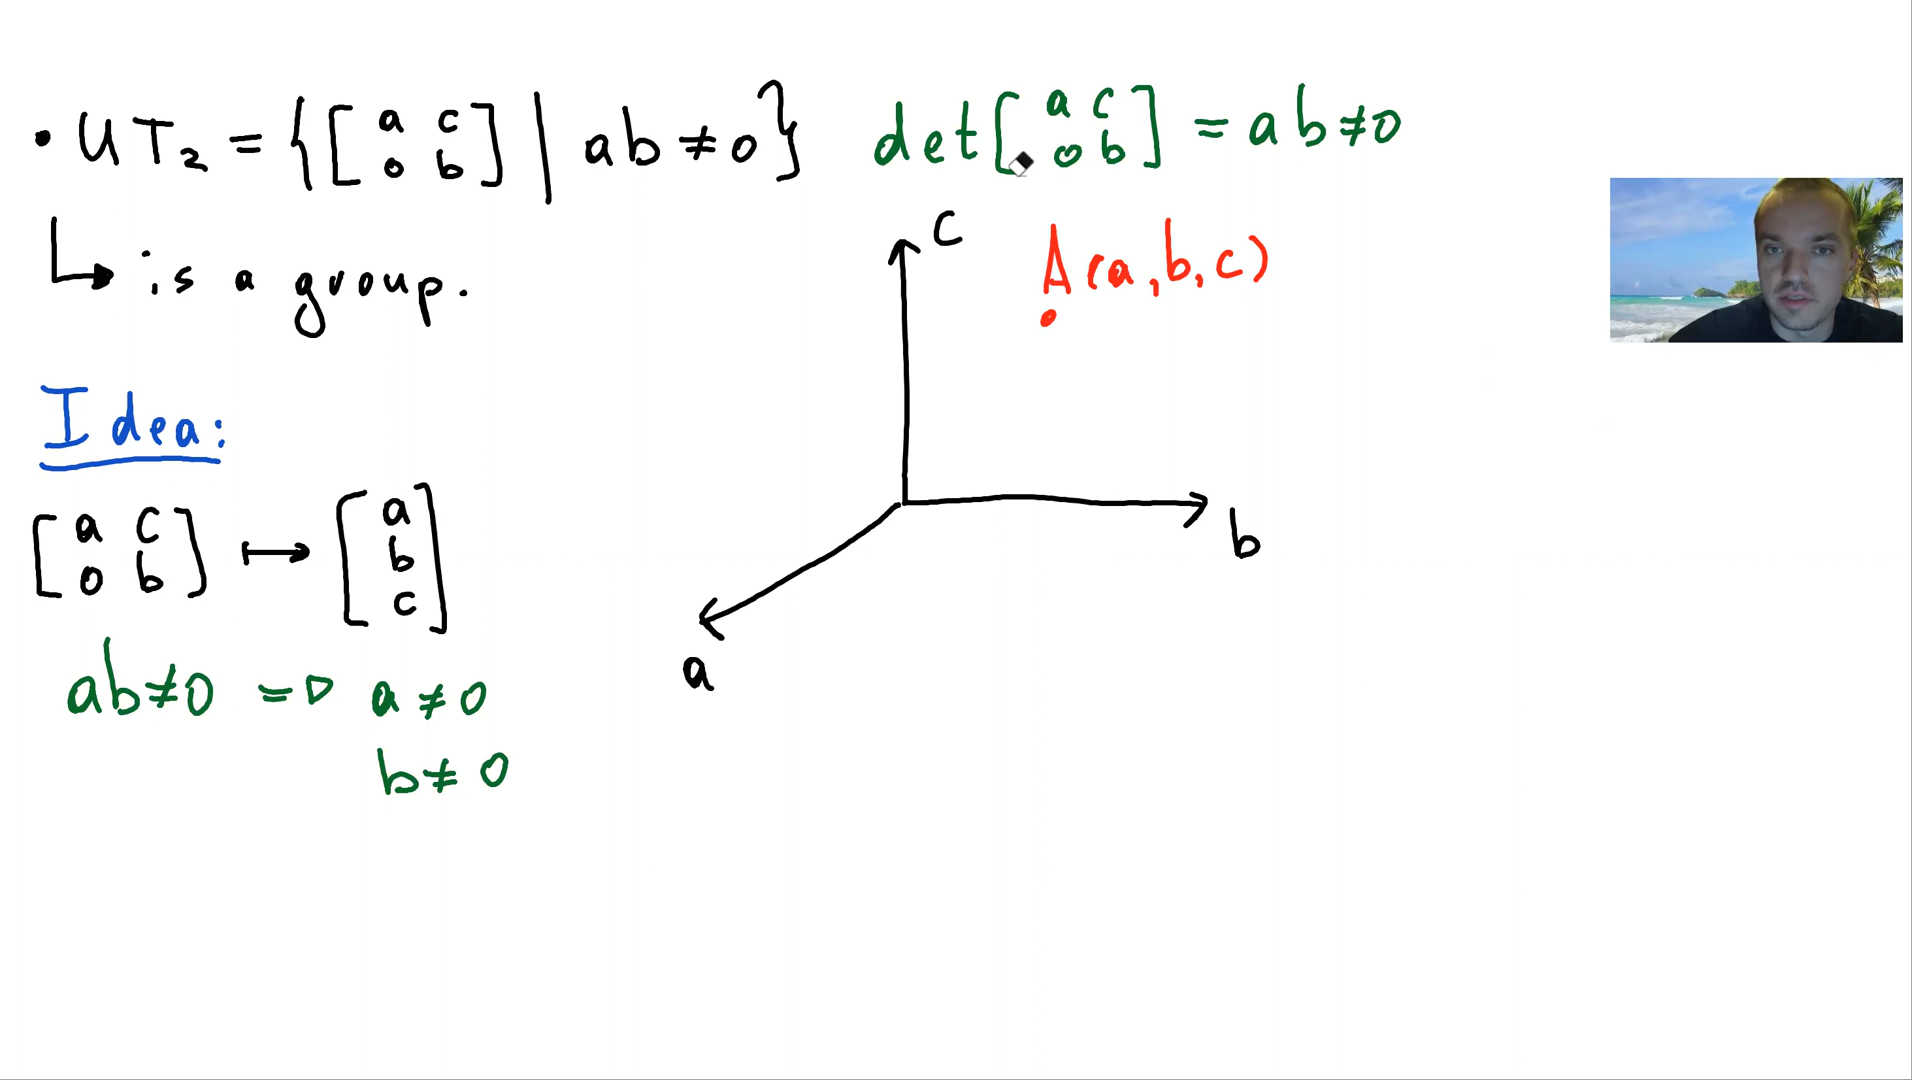 • UT₂ = { [ a c ; 0 b ] | ab ≠ 0 }
det [ a c ; 0 b ] = ab ≠ 0
↳ is a group.
c
A(a, b, c)
Idea:
[ a c ; 0 b ] ↦ [ a ; b ; c ]
b
a
ab ≠ 0 => a ≠ 0
b ≠ 0